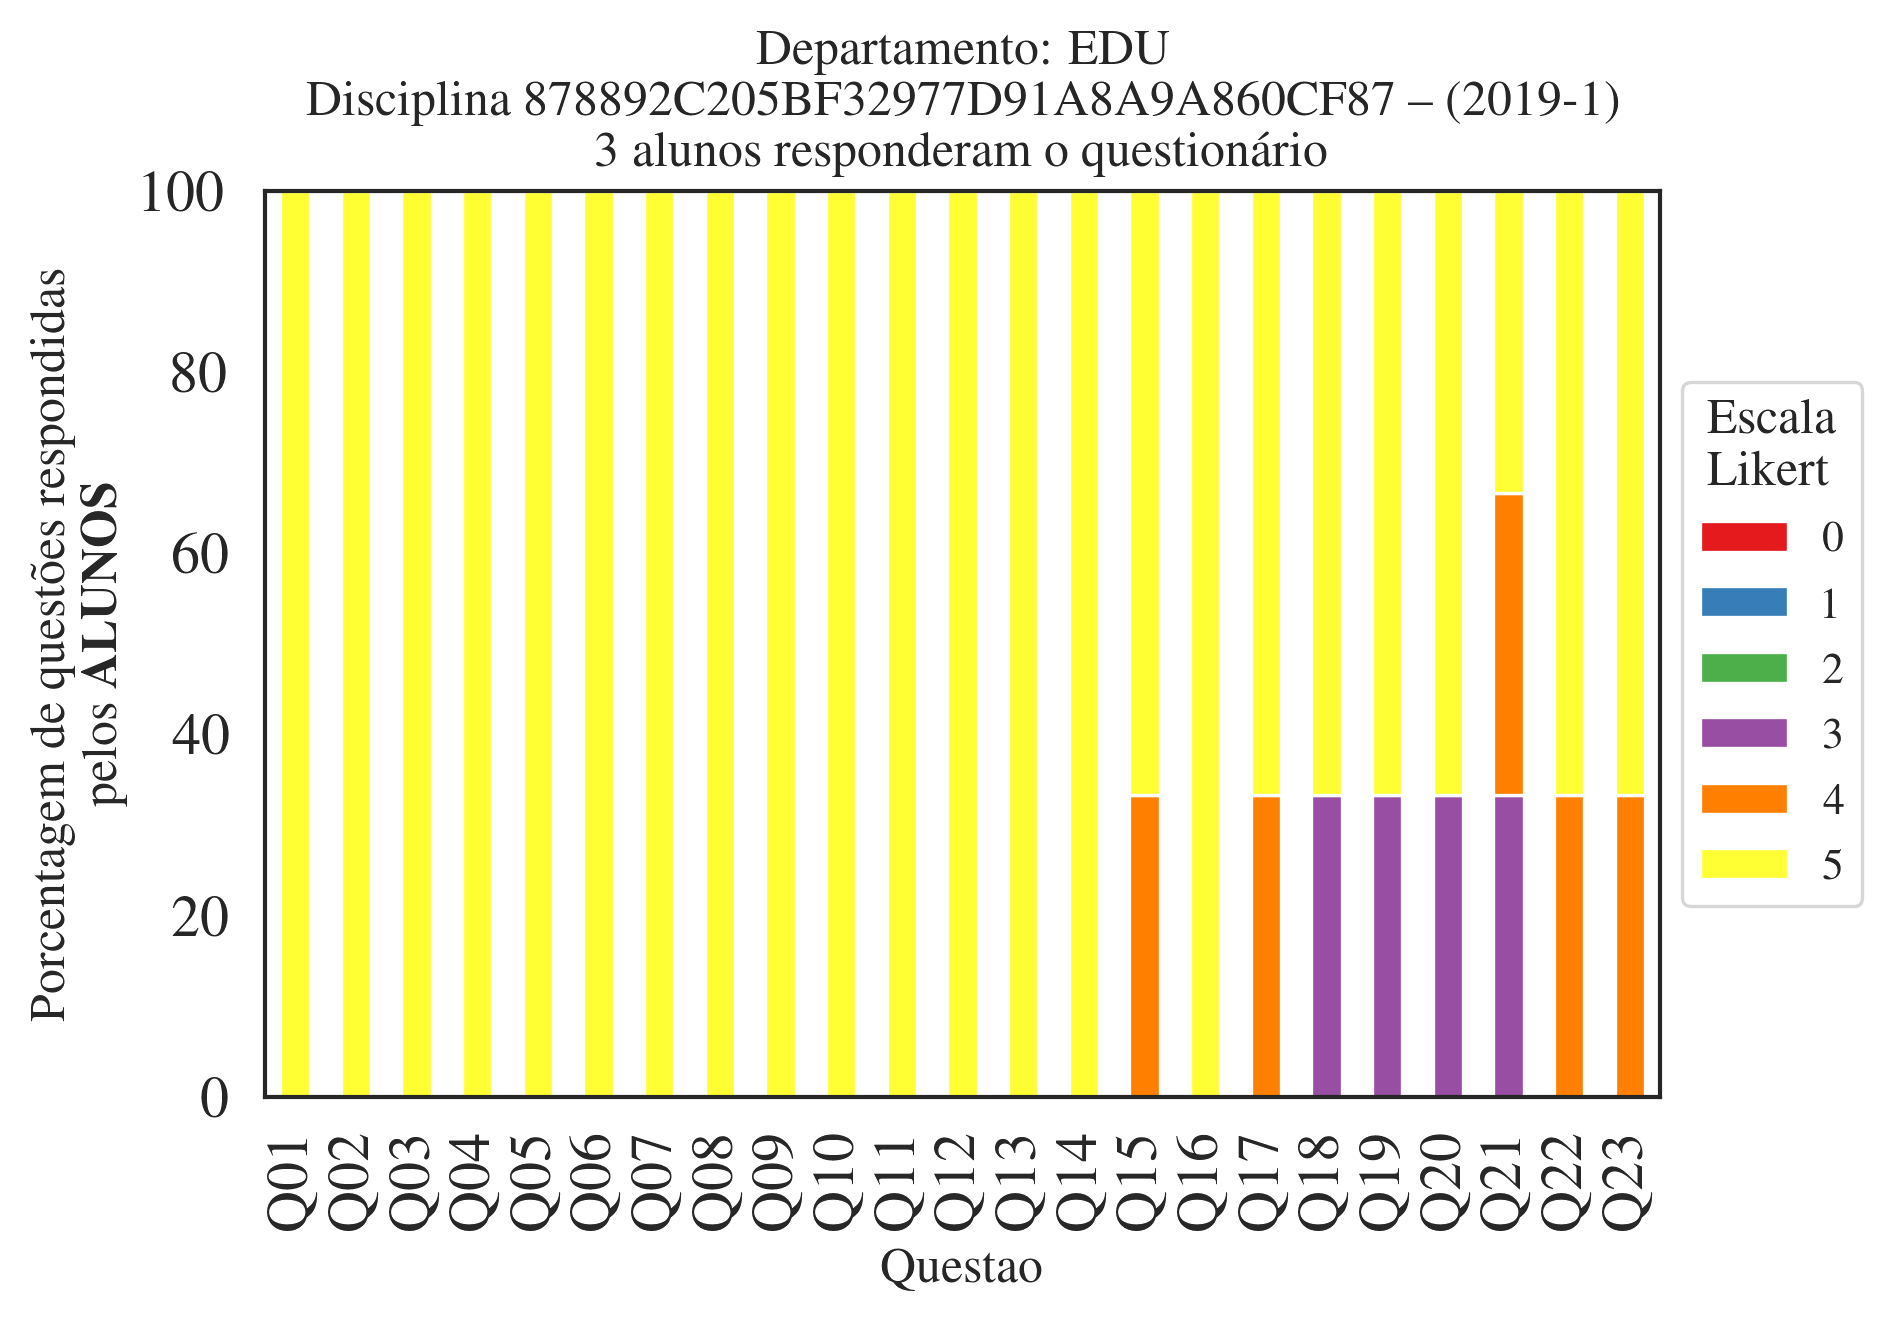 Departamento: EDU
Disciplina 878892C205BF32977D91A8A9A860CF87 – (2019-1)
3 alunos responderam o questionário
Porcentagem de questões respondidas
pelos ALUNOS
100
80
60
40
20
0
Q01
Q02
Q03
Q04
Q05
Q06
Q07
Q08
Q09
Q10
Q11
Q12
Q13
Q14
Q15
Q16
Q17
Q18
Q19
Q20
Q21
Q22
Q23
Questao
Escala
Likert
0
1
2
3
4
5